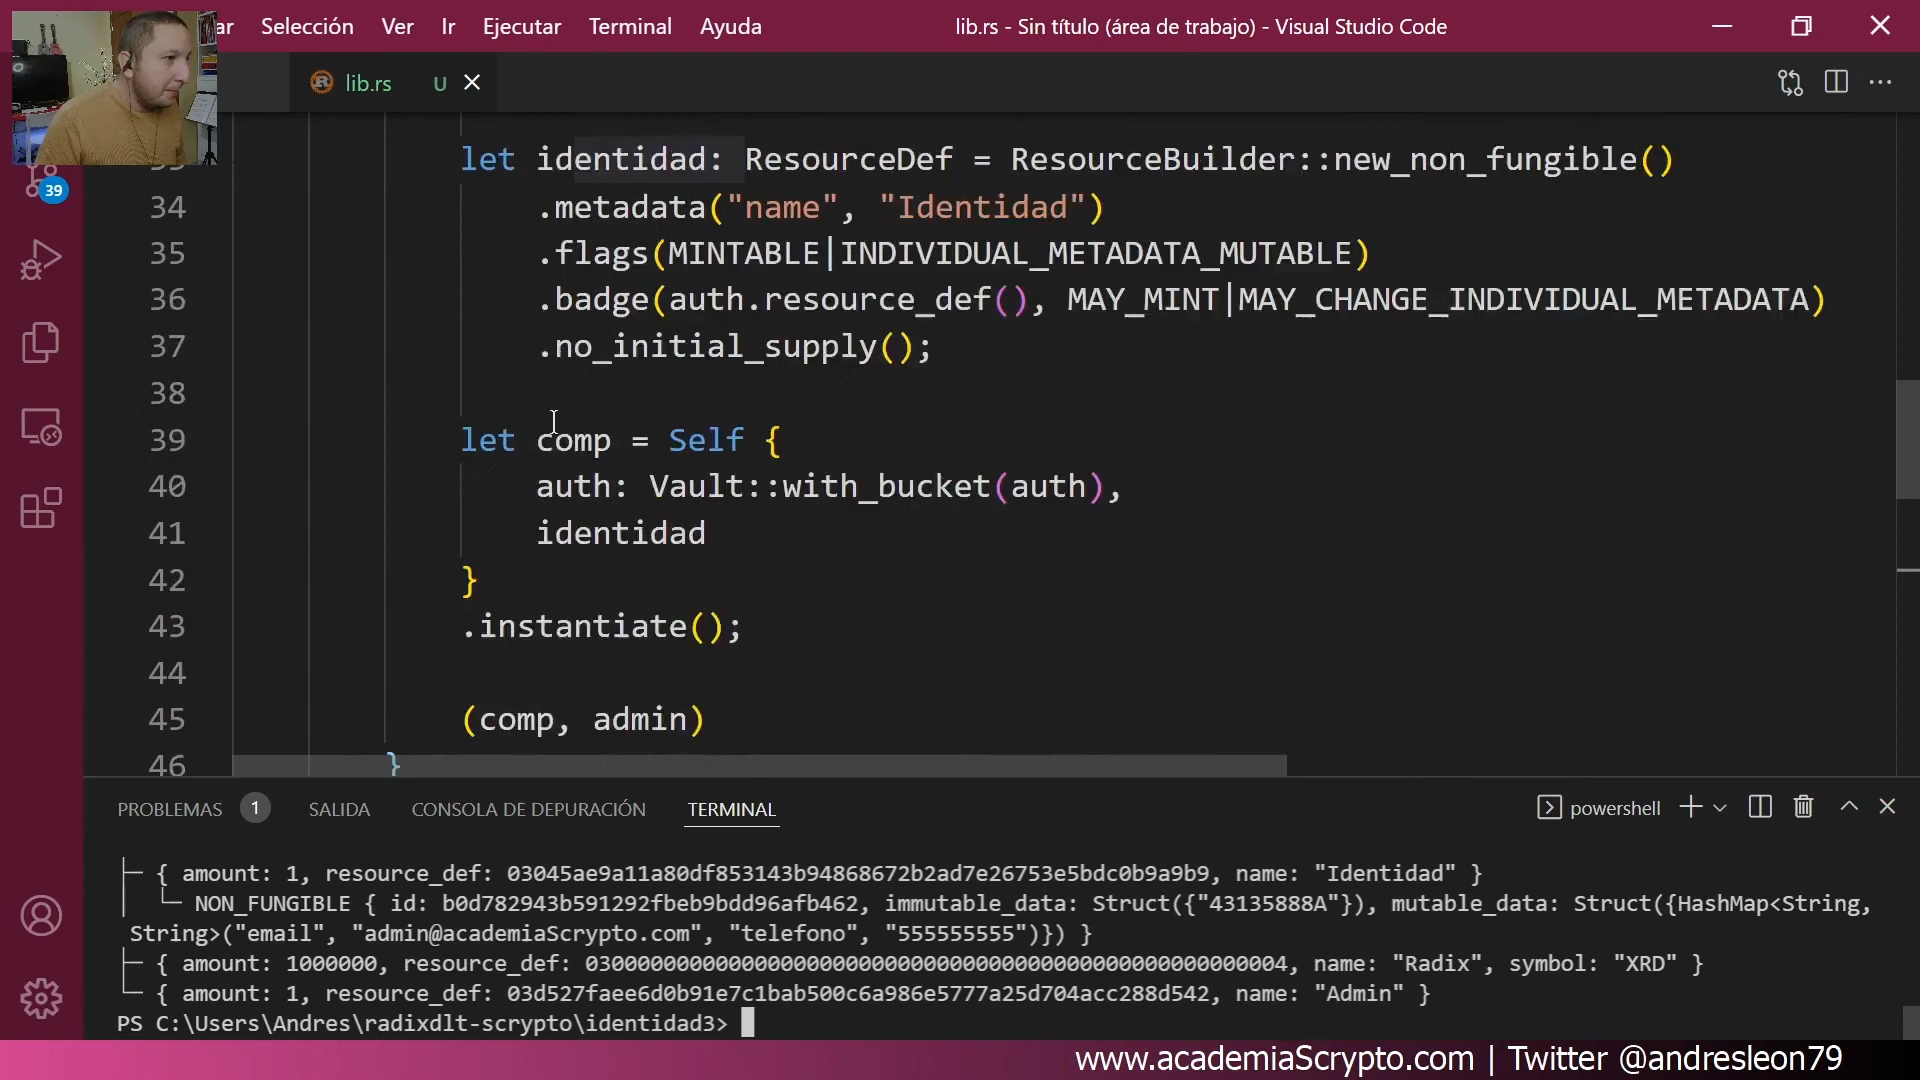 ar Selección Ver Ir Ejecutar Terminal Ayuda lib.rs - Sin título (área de trabajo) - Visual Studio Code
lib.rs U
39
let identidad: ResourceDef = ResourceBuilder::new_non_fungible()
34 .metadata("name", "Identidad")
35 .flags(MINTABLE|INDIVIDUAL_METADATA_MUTABLE)
36 .badge(auth.resource_def(), MAY_MINT|MAY_CHANGE_INDIVIDUAL_METADATA)
37 .no_initial_supply();
38
39 let comp = Self {
40 auth: Vault::with_bucket(auth),
41 identidad
42 }
43 .instantiate();
44
45 (comp, admin)
46 }
PROBLEMAS 1 SALIDA CONSOLA DE DEPURACIÓN TERMINAL powershell
├─ { amount: 1, resource_def: 03045ae9a11a80df853143b94868672b2ad7e26753e5bdc0b9a9b9, name: "Identidad" }
│ └─ NON_FUNGIBLE { id: b0d782943b591292fbeb9bdd96afb462, immutable_data: Struct({"43135888A"}), mutable_data: Struct({HashMap<String,
String>("email", "admin@academiaScrypto.com", "telefono", "555555555")}) }
├─ { amount: 1000000, resource_def: 030000000000000000000000000000000000000000000000000004, name: "Radix", symbol: "XRD" }
└─ { amount: 1, resource_def: 03d527faee6d0b91e7c1bab500c6a986e5777a25d704acc288d542, name: "Admin" }
PS C:\Users\Andres\radixdlt-scrypto\identidad3>
www.academiaScrypto.com | Twitter @andresleon79